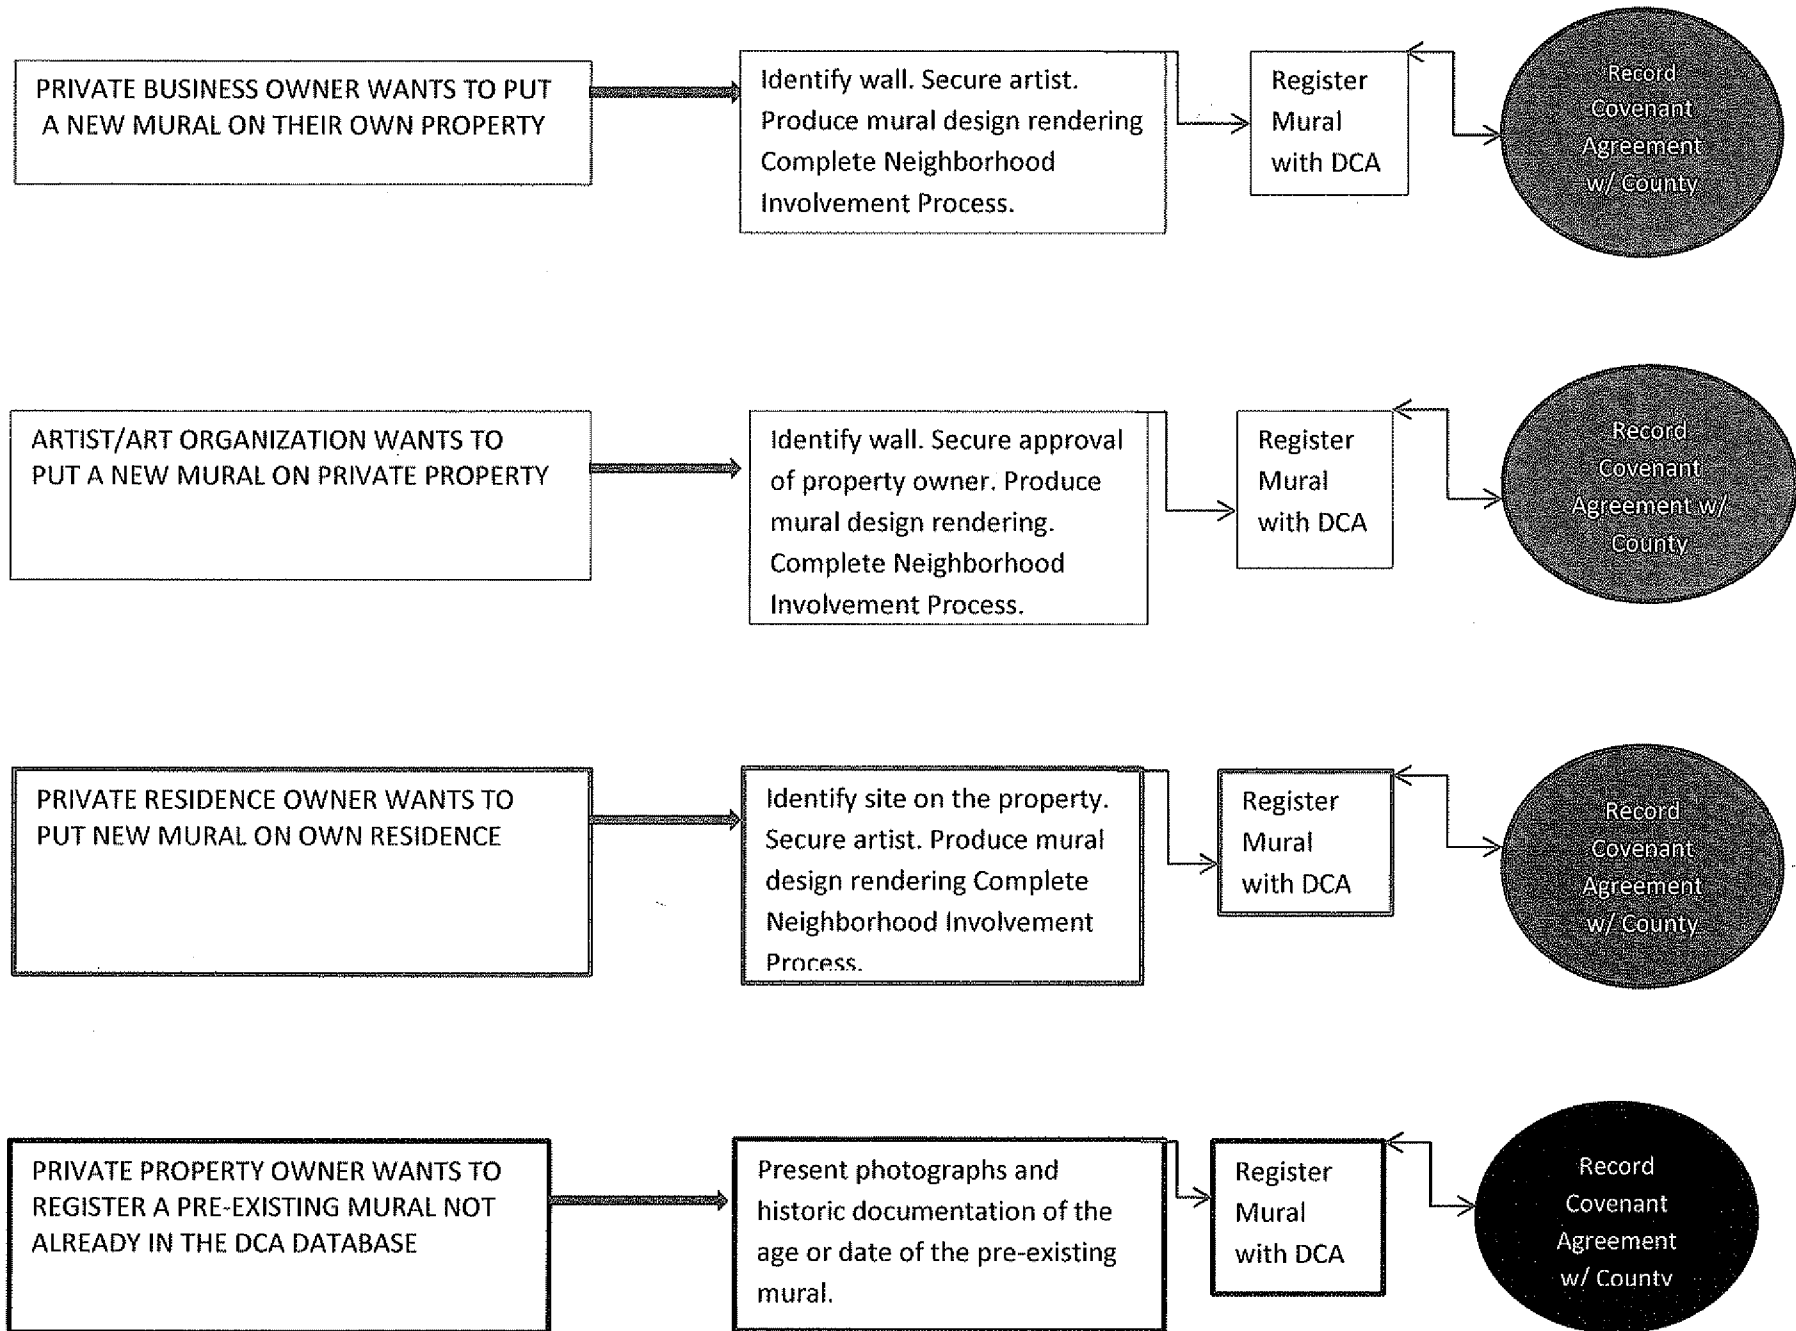 PRIVATE BUSINESS OWNER WANTS TO PUT
A NEW MURAL ON THEIR OWN PROPERTY
Identify wall. Secure artist.
Produce mural design rendering
Complete Neighborhood
Involvement Process.
Register
Mural
with DCA
Record
Covenant
Agreement
w/ County
ARTIST/ART ORGANIZATION WANTS TO
PUT A NEW MURAL ON PRIVATE PROPERTY
Identify wall. Secure approval
of property owner. Produce
mural design rendering.
Complete Neighborhood
Involvement Process.
Register
Mural
with DCA
Record
Covenant
Agreement w/
County
PRIVATE RESIDENCE OWNER WANTS TO
PUT NEW MURAL ON OWN RESIDENCE
Identify site on the property.
Secure artist. Produce mural
design rendering Complete
Neighborhood Involvement
Process.
Register
Mural
with DCA
Record
Covenant
Agreement
w/ County
PRIVATE PROPERTY OWNER WANTS TO
REGISTER A PRE-EXISTING MURAL NOT
ALREADY IN THE DCA DATABASE
Present photographs and
historic documentation of the
age or date of the pre-existing
mural.
Register
Mural
with DCA
Record
Covenant
Agreement
w/ County